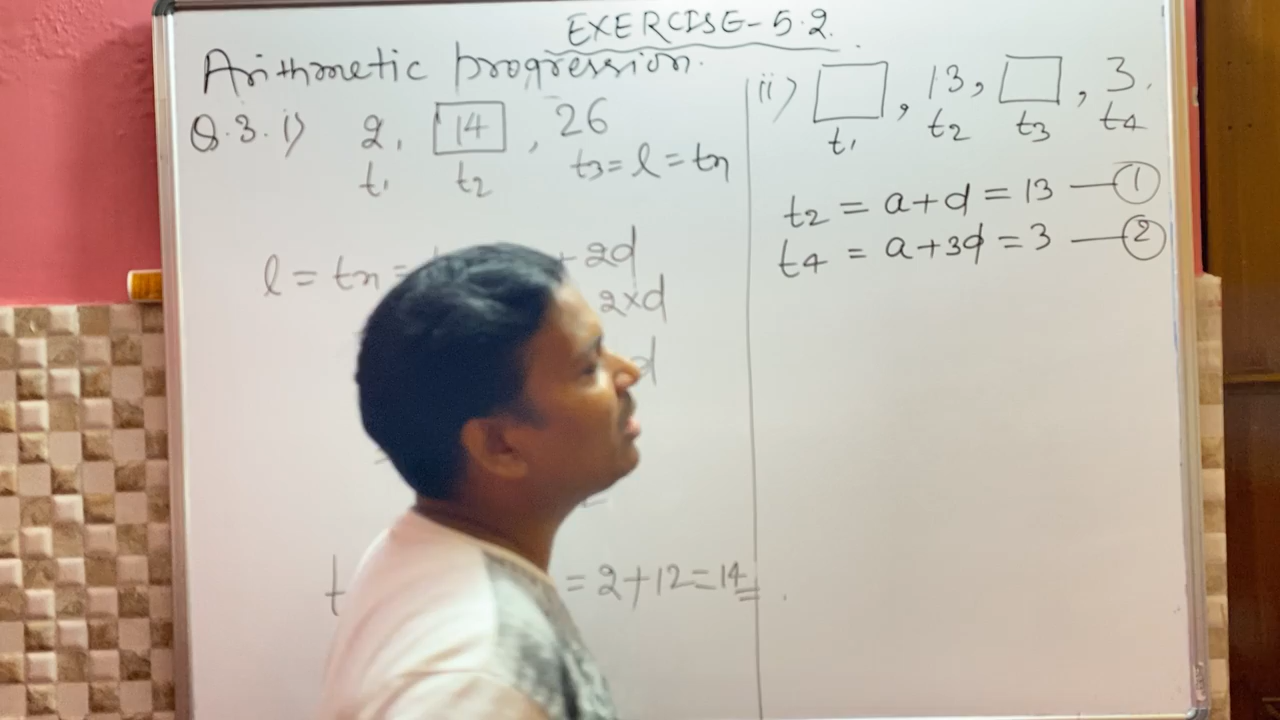 EXERCISE-5.2.
Arithmetic progression.
Q.3. i) 2, 14, 26
t1 t2 t3=l=tn
l = tn = + 2d
2×d
d
t = 2+12=14
ii) □, 13, □, 3.
t1 t2 t3 t4
t2 = a+d = 13 — 1
t4 = a+3d = 3 — 2